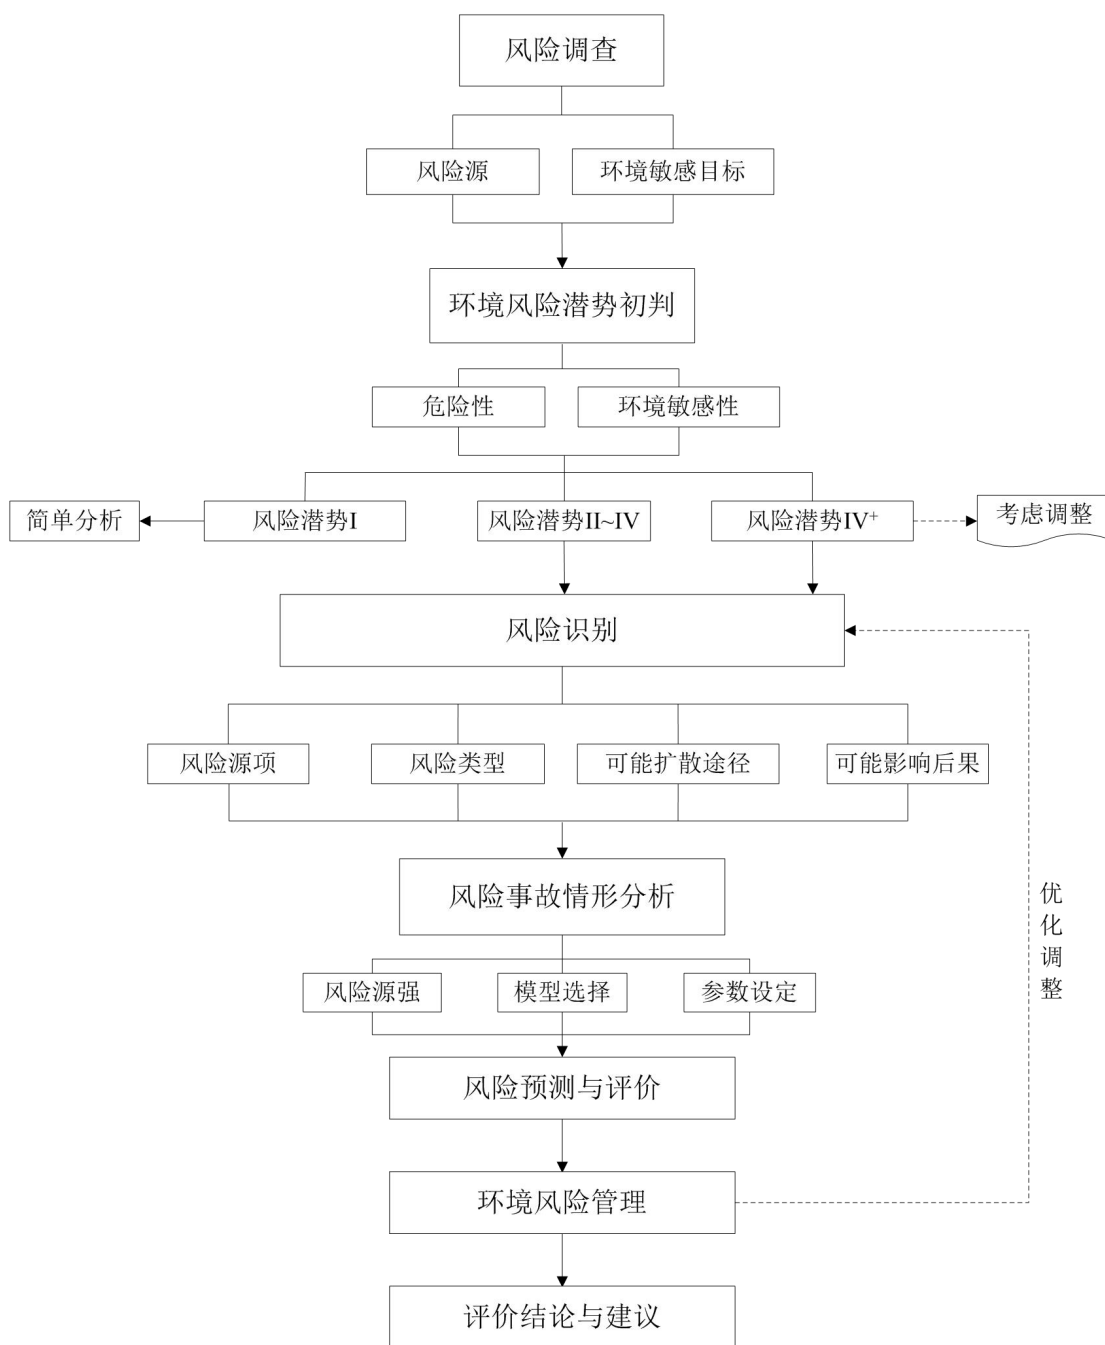 风险调查
风险源
环境敏感目标
环境风险潜势初判
危险性
环境敏感性
简单分析
风险潜势I
风险潜势II~IV
风险潜势IV⁺
考虑调整
风险识别
风险源项
风险类型
可能扩散途径
可能影响后果
风险事故情形分析
优化调整
风险源强
模型选择
参数设定
风险预测与评价
环境风险管理
评价结论与建议